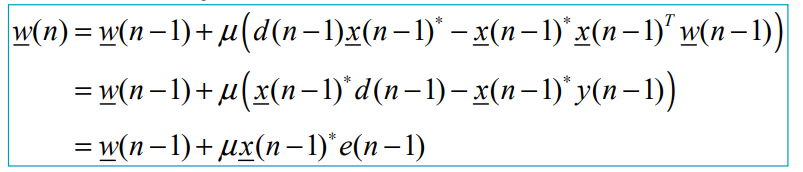 w(n) = w(n−1) + μ(d(n−1)x(n−1)* − x(n−1)*x(n−1)ᵀ w(n−1))
= w(n−1) + μ(x(n−1)*d(n−1) − x(n−1)*y(n−1))
= w(n−1) + μx(n−1)*e(n−1)